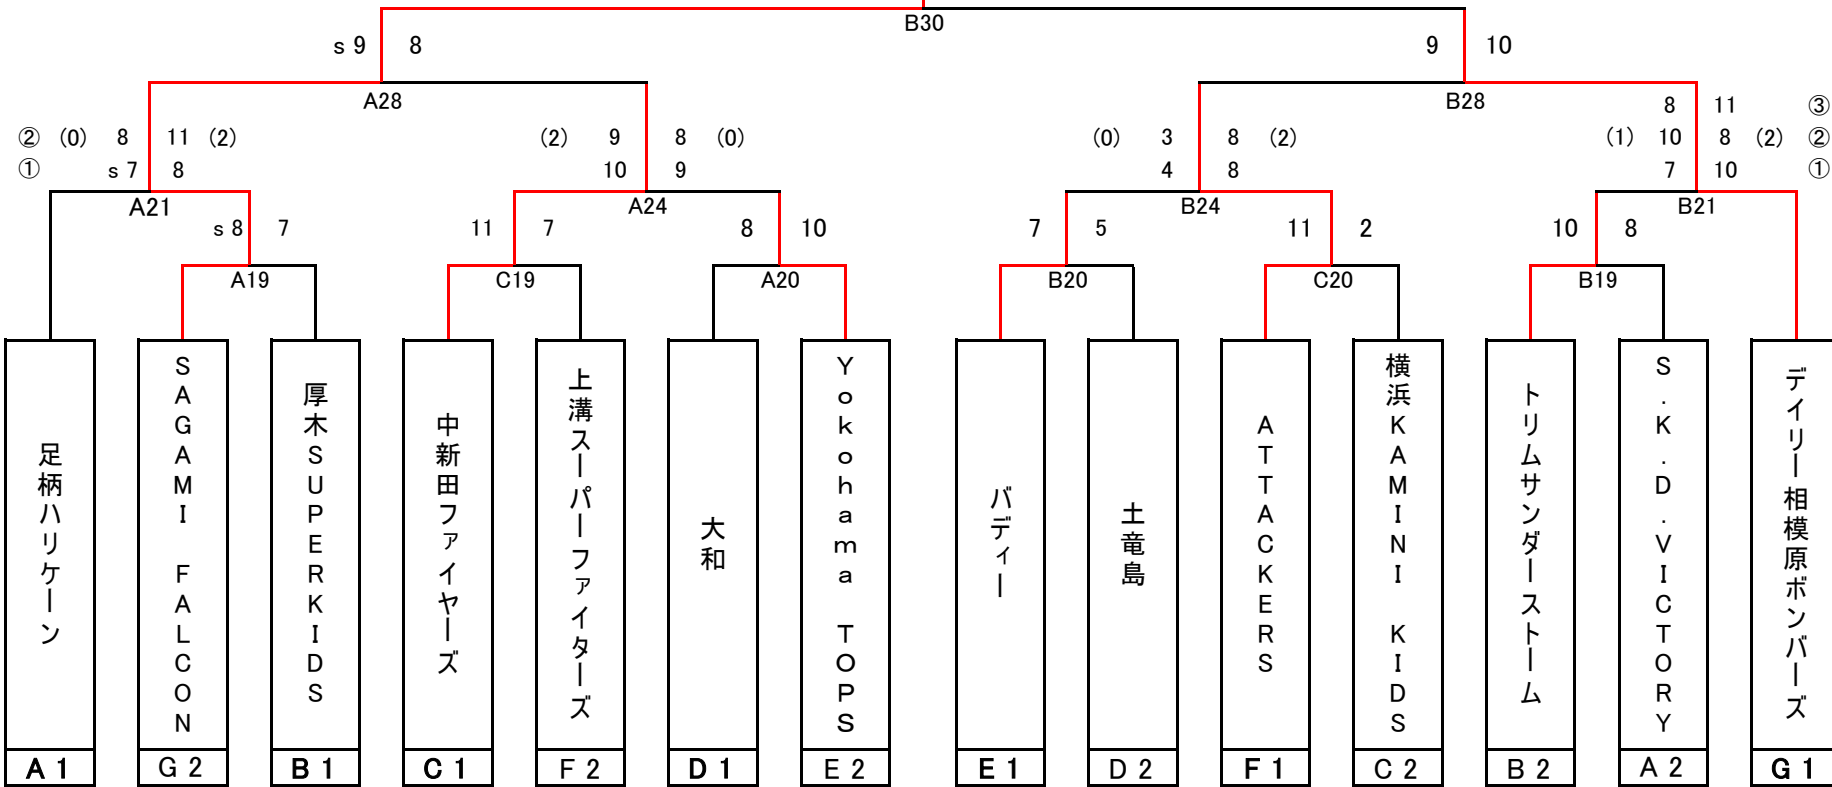 B30
s 9 8 9 10
A28 B28
8 11 ③
② (0) 8 11 (2) (2) 9 8 (0) (0) 3 8 (2) (1) 10 8 (2) ②
① s 7 8 10 9 4 8 7 10 ①
A21 A24 B24 B21
s 8 7 11 7 8 10 7 5 11 2 10 8
A19 C19 A20 B20 C20 B19
足柄ハリケーン
SAGAMI FALCON
厚木SUPERKIDS
中新田ファイヤーズ
上溝スーパーファイターズ
大和
Yokohama TOPS
バディー
土竜島
ATTACKERS
横浜KAMINI KIDS
トリムサンダーストーム
S.K.D.VICTORY
デイリー相模原ボンバーズ
A 1 G 2 B 1 C 1 F 2 D 1 E 2 E 1 D 2 F 1 C 2 B 2 A 2 G 1